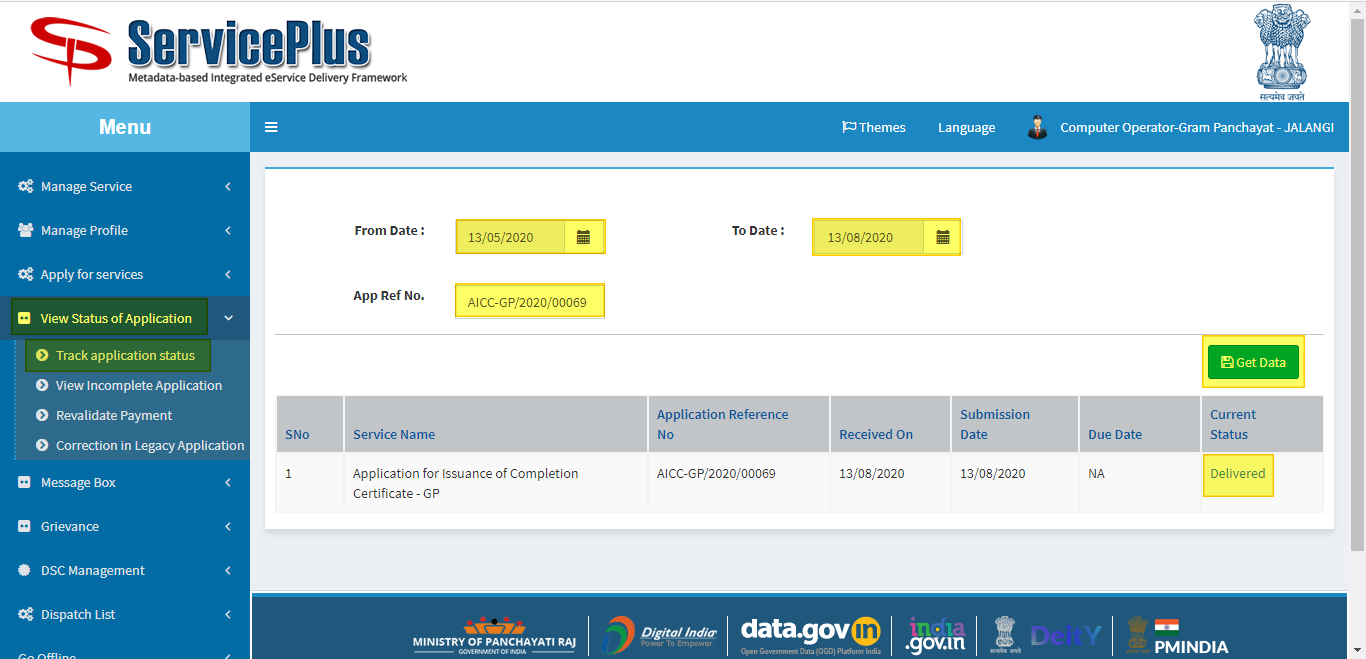 ServicePlus
Metadata-based Integrated eService Delivery Framework
सत्यमेव जयते
Menu
Themes
Language
Computer Operator-Gram Panchayat - JALANGI
Manage Service
Manage Profile
Apply for services
View Status of Application
Track application status
View Incomplete Application
Revalidate Payment
Correction in Legacy Application
Message Box
Grievance
DSC Management
Dispatch List
Go Offline
From Date :
13/05/2020
To Date :
13/08/2020
App Ref No.
AICC-GP/2020/00069
Get Data
SNo
Service Name
Application Reference
No
Received On
Submission
Date
Due Date
Current
Status
1
Application for Issuance of Completion
Certificate - GP
AICC-GP/2020/00069
13/08/2020
13/08/2020
NA
Delivered
MINISTRY OF PANCHAYATI RAJ
GOVERNMENT OF INDIA
Digital India
Power To Empower
data.gov in
Open Government Data (OGD) Platform India
india
.gov.in
सत्यमेव जयते
DeitY
PMINDIA